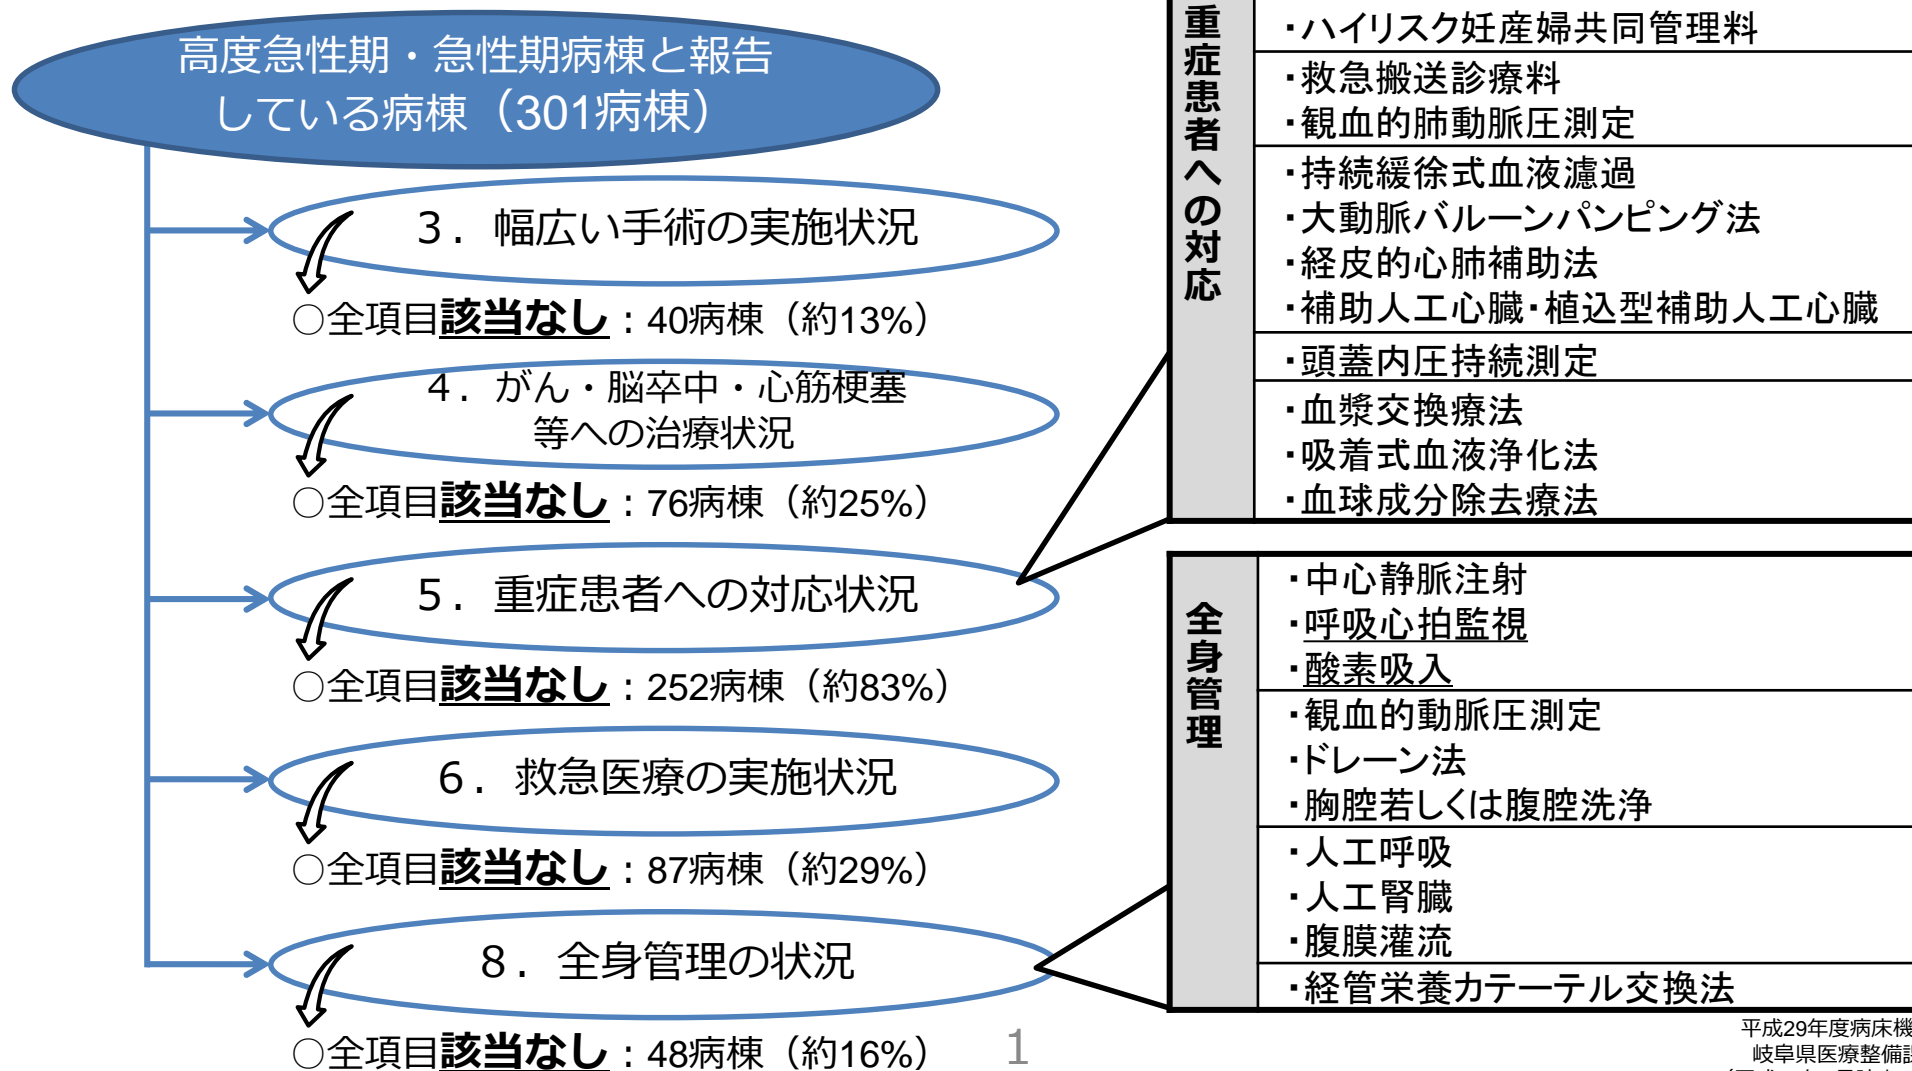 高度急性期・急性期病棟と報告
している病棟（301病棟）
３．幅広い手術の実施状況
○全項目該当なし：40病棟（約13%）
４．がん・脳卒中・心筋梗塞
等への治療状況
○全項目該当なし：76病棟（約25%）
５．重症患者への対応状況
○全項目該当なし：252病棟（約83%）
６．救急医療の実施状況
○全項目該当なし：87病棟（約29%）
８．全身管理の状況
○全項目該当なし：48病棟（約16%）
重症患者への対応
・ハイリスク妊産婦共同管理料
・救急搬送診療料
・観血的肺動脈圧測定
・持続緩徐式血液濾過
・大動脈バルーンパンピング法
・経皮的心肺補助法
・補助人工心臓・植込型補助人工心臓
・頭蓋内圧持続測定
・血漿交換療法
・吸着式血液浄化法
・血球成分除去療法
全身管理
・中心静脈注射
・呼吸心拍監視
・酸素吸入
・観血的動脈圧測定
・ドレーン法
・胸腔若しくは腹腔洗浄
・人工呼吸
・人工腎臓
・腹膜灌流
・経管栄養カテーテル交換法
1
平成29年度病床機
岐阜県医療整備課